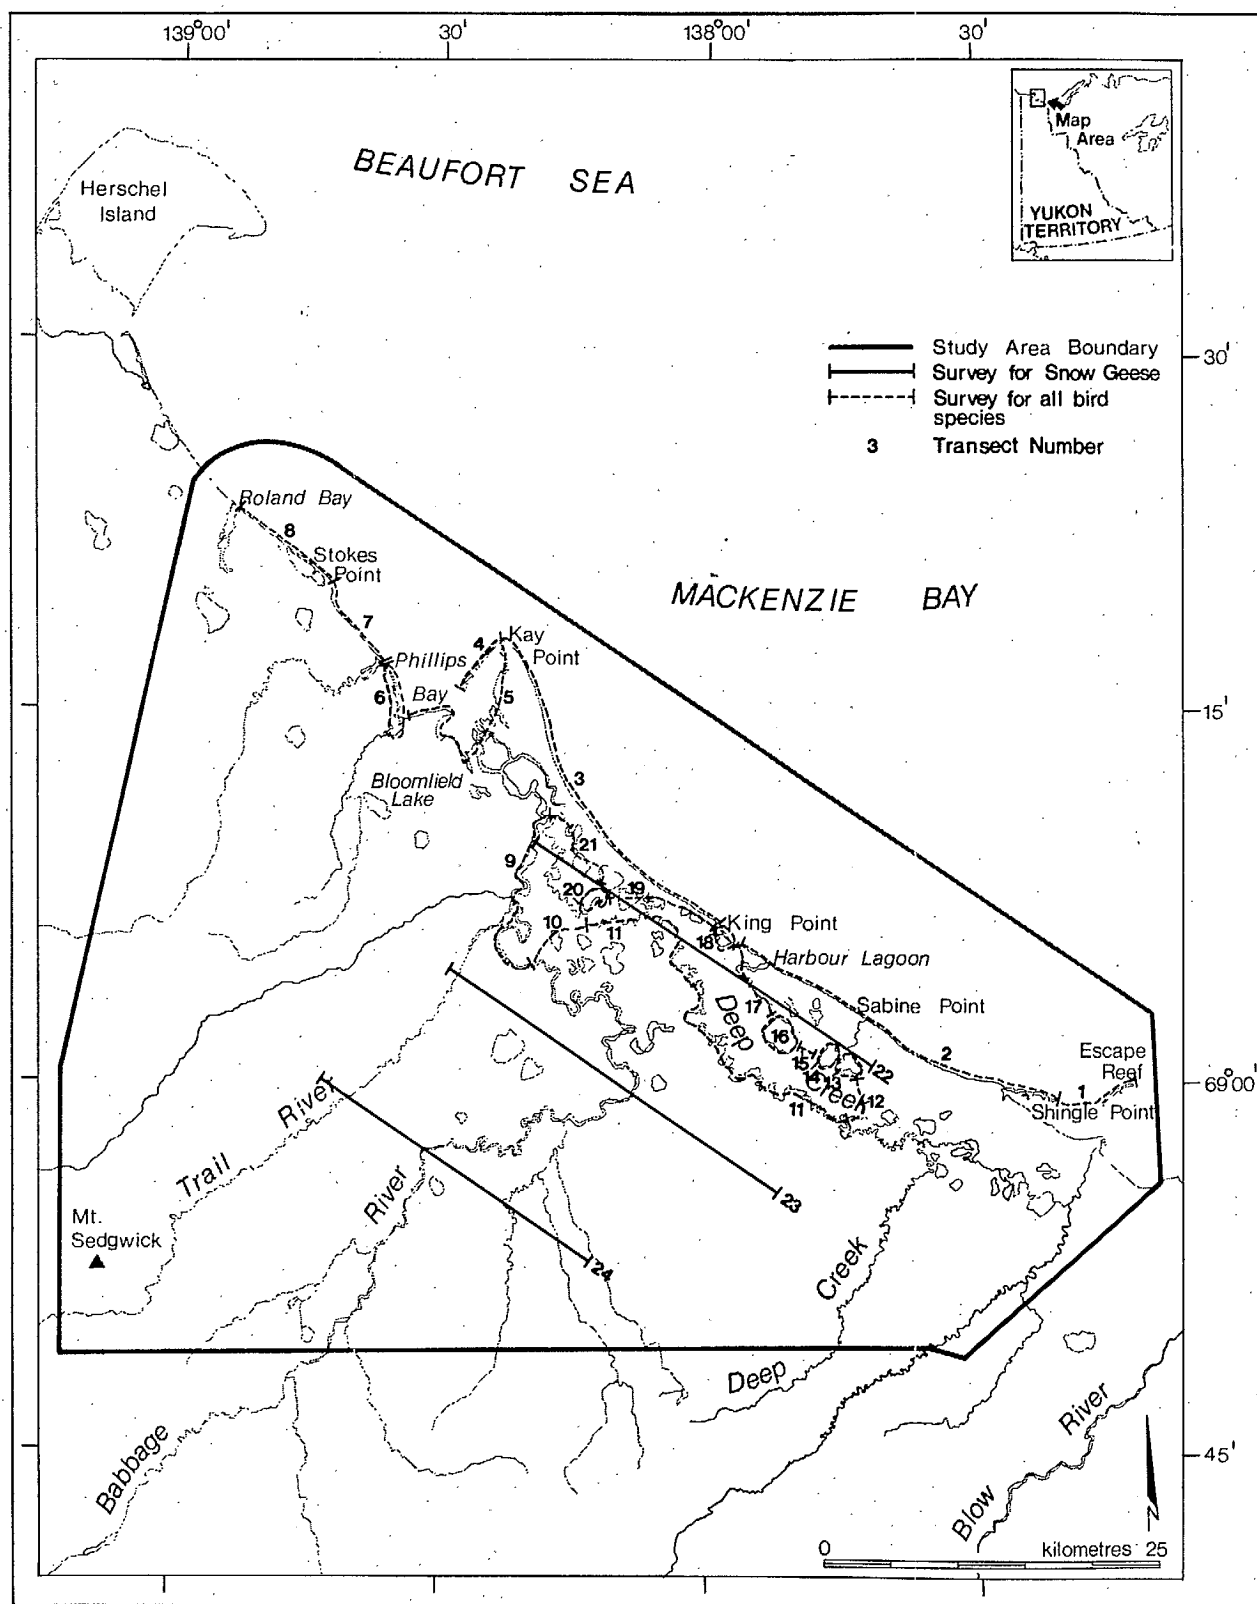 139°00'
30'
138°00'
30'
Map
Area
YUKON
TERRITORY
BEAUFORT SEA
Herschel
Island
Study Area Boundary
Survey for Snow Geese
Survey for all bird
species
3 Transect Number
30'
Roland Bay
8
Stokes
Point
7
MACKENZIE BAY
4
Kay
Point
Phillips
Bay
6
5
15'
Bloomfield
Lake
3
21
9
20
19
10
11
King Point
18
Harbour Lagoon
17
Deep
Creek
Sabine Point
16
15
14
13
22
12
11
2
Escape
Reef
1
Shingle Point
69°00'
Trail
River
River
23
24
Mt.
Sedgwick
Creek
Deep
Babbage
River
Blow
45'
0 kilometres 25
N